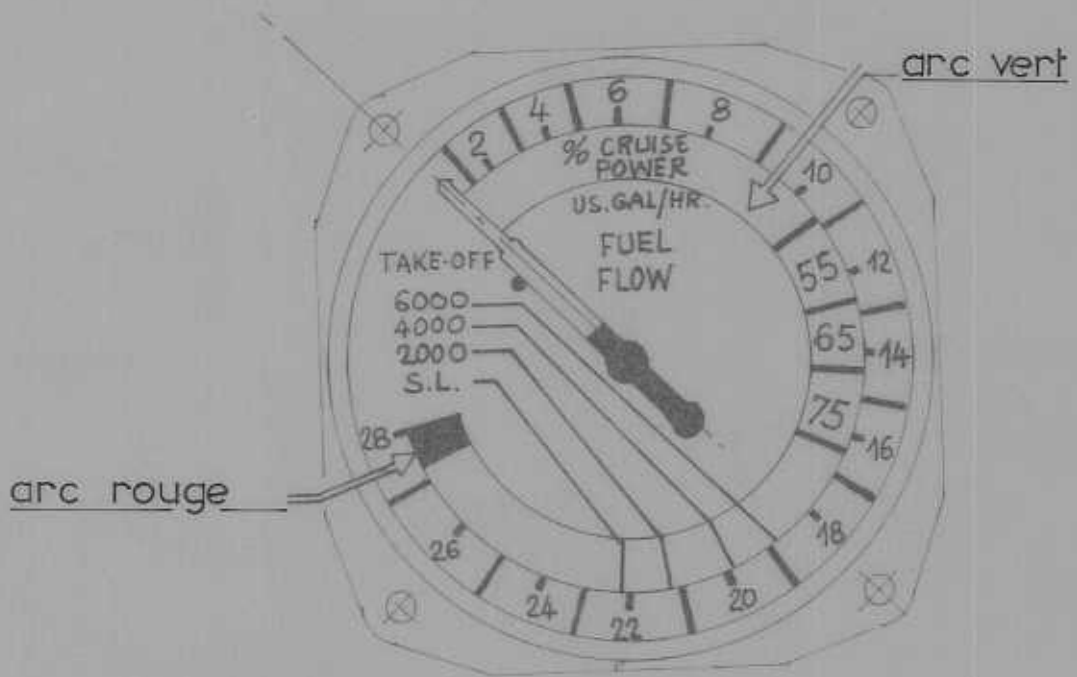 arc vert
2
4
6
8
10
12
14
16
18
20
22
24
26
28
% CRUISE
POWER
US.GAL/HR.
FUEL
FLOW
55
65
75
TAKE-OFF
6000
4000
2000
S.L.
arc rouge